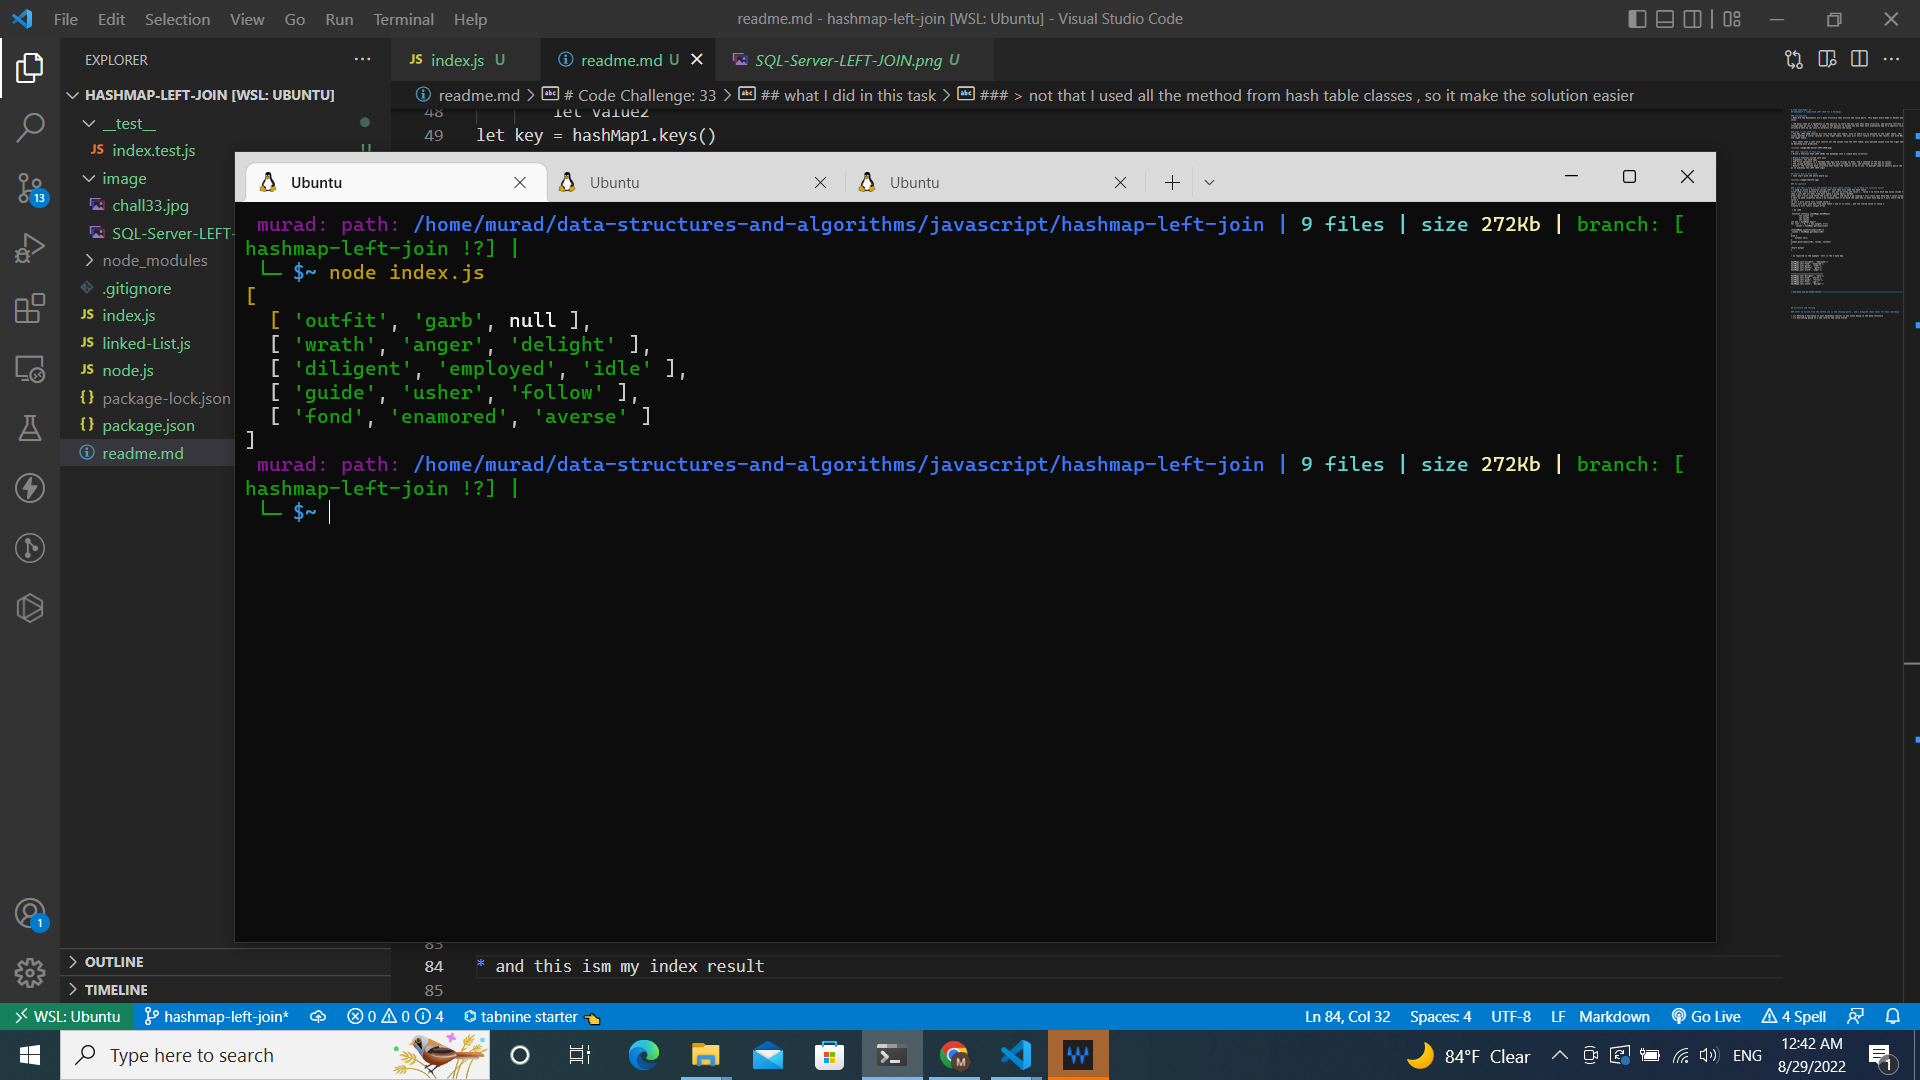 File Edit Selection View Go Run Terminal Help
readme.md - hashmap-left-join [WSL: Ubuntu] - Visual Studio Code
EXPLORER
JS index.js U
readme.md U
SQL-Server-LEFT-JOIN.png U
HASHMAP-LEFT-JOIN [WSL: UBUNTU]
readme.md > # Code Challenge: 33 > ## what I did in this task > ### > not that I used all the method from hash table classes , so it make the solution easier
__test__
JS index.test.js U
image
chall33.jpg
SQL-Server-LEFT-
node_modules
.gitignore
JS index.js
JS linked-List.js
JS node.js
{} package-lock.json
{} package.json
readme.md
13
1
48 let value2
49 let key = hashMap1.keys()
Ubuntu
Ubuntu
Ubuntu
murad: path: /home/murad/data-structures-and-algorithms/javascript/hashmap-left-join | 9 files | size 272Kb | branch: [
hashmap-left-join !?] |
└─ $~ node index.js
[
[ 'outfit', 'garb', null ],
[ 'wrath', 'anger', 'delight' ],
[ 'diligent', 'employed', 'idle' ],
[ 'guide', 'usher', 'follow' ],
[ 'fond', 'enamored', 'averse' ]
]
murad: path: /home/murad/data-structures-and-algorithms/javascript/hashmap-left-join | 9 files | size 272Kb | branch: [
hashmap-left-join !?] |
└─ $~
83
84 * and this ism my index result
85
OUTLINE
TIMELINE
WSL: Ubuntu
hashmap-left-join*
0 0 4
tabnine starter
Ln 84, Col 32
Spaces: 4
UTF-8
LF
Markdown
Go Live
4 Spell
Type here to search
84°F Clear
ENG
12:42 AM
8/29/2022
1